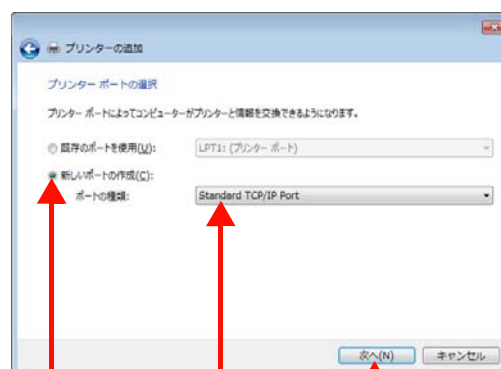 プリンターの追加
プリンター ポートの選択
プリンター ポートによってコンピューターがプリンターと情報を交換できるようになります。
既存のポートを使用(U):
LPT1: (プリンター ポート)
新しいポートの作成(C):
ポートの種類:
Standard TCP/IP Port
次へ(N)
キャンセル